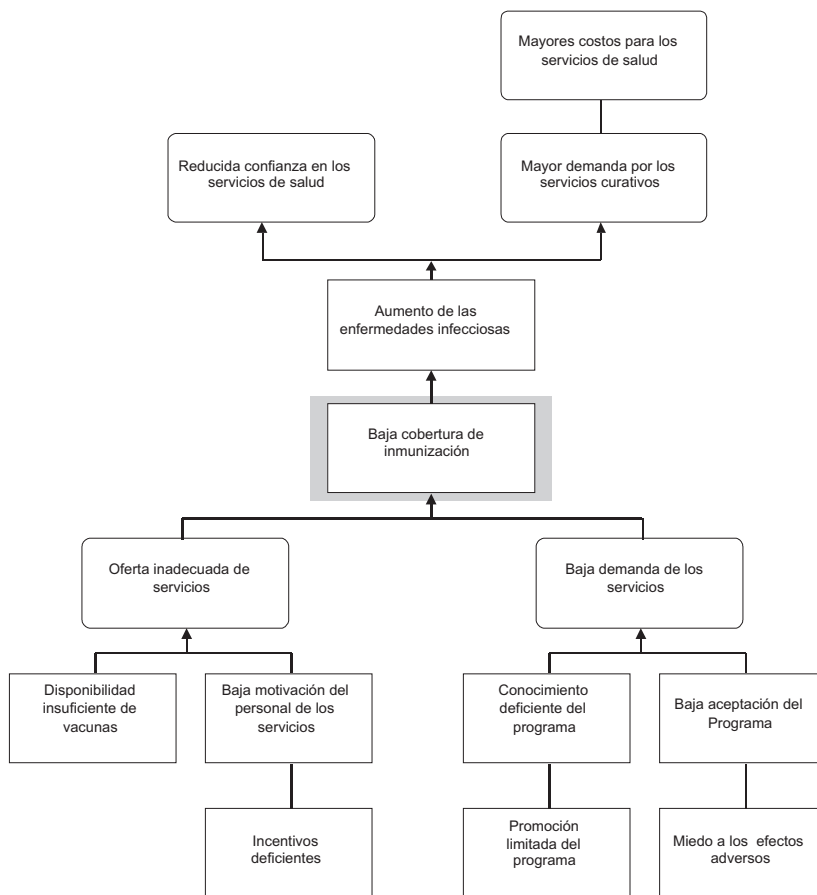 Mayores costos para los
servicios de salud
Reducida confianza en los
servicios de salud
Mayor demanda por los
servicios curativos
Aumento de las
enfermedades infecciosas
Baja cobertura de
inmunización
Oferta inadecuada de
servicios
Baja demanda de los
servicios
Disponibilidad
insuficiente de
vacunas
Baja motivación del
personal de los
servicios
Conocimiento
deficiente del
programa
Baja aceptación del
Programa
Incentivos
deficientes
Promoción
limitada del
programa
Miedo a los efectos
adversos